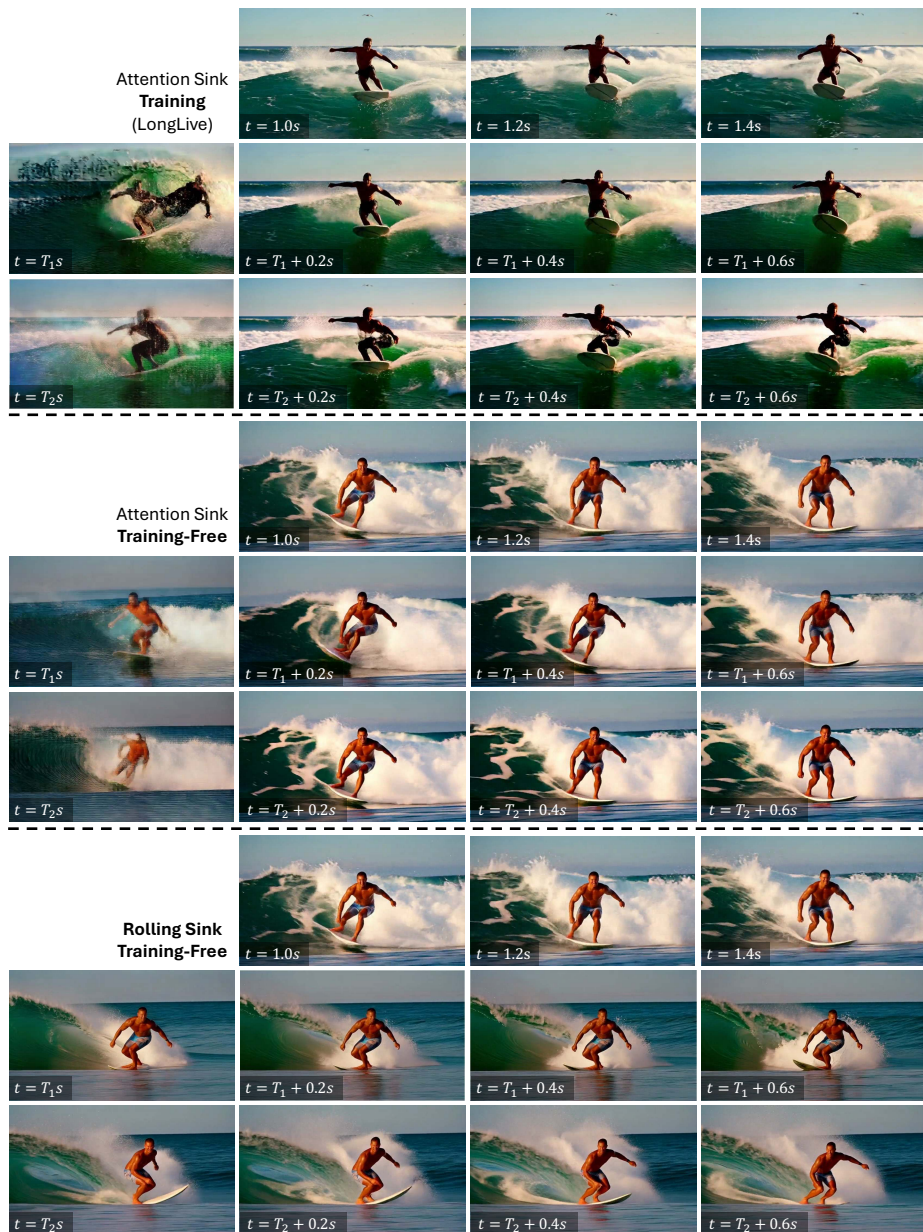 Attention Sink
Training
(LongLive)
t = 1.0s
t = 1.2s
t = 1.4s
t = T₁s
t = T₁ + 0.2s
t = T₁ + 0.4s
t = T₁ + 0.6s
t = T₂s
t = T₂ + 0.2s
t = T₂ + 0.4s
t = T₂ + 0.6s
Attention Sink
Training-Free
t = 1.0s
t = 1.2s
t = 1.4s
t = T₁s
t = T₁ + 0.2s
t = T₁ + 0.4s
t = T₁ + 0.6s
t = T₂s
t = T₂ + 0.2s
t = T₂ + 0.4s
t = T₂ + 0.6s
Rolling Sink
Training-Free
t = 1.0s
t = 1.2s
t = 1.4s
t = T₁s
t = T₁ + 0.2s
t = T₁ + 0.4s
t = T₁ + 0.6s
t = T₂s
t = T₂ + 0.2s
t = T₂ + 0.4s
t = T₂ + 0.6s